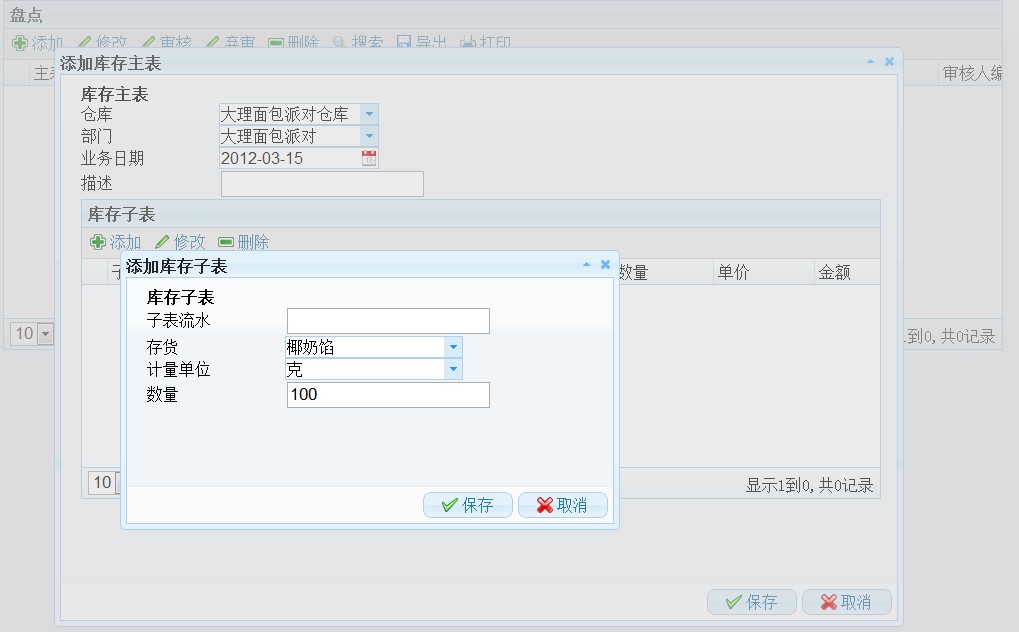 盘点
添加 修改 审核 弃审 删除 搜索 导出 打印
主 审核人编
添加库存主表
库存主表
仓库 大理面包派对仓库
部门 大理面包派对
业务日期 2012-03-15
描述
库存子表
添加 修改 删除
数量 单价 金额
添加库存子表
库存子表
子表流水
存货 椰奶馅
计量单位 克
数量 100
保存 取消
10 到0, 共0记录
10 显示1到0, 共0记录
保存 取消